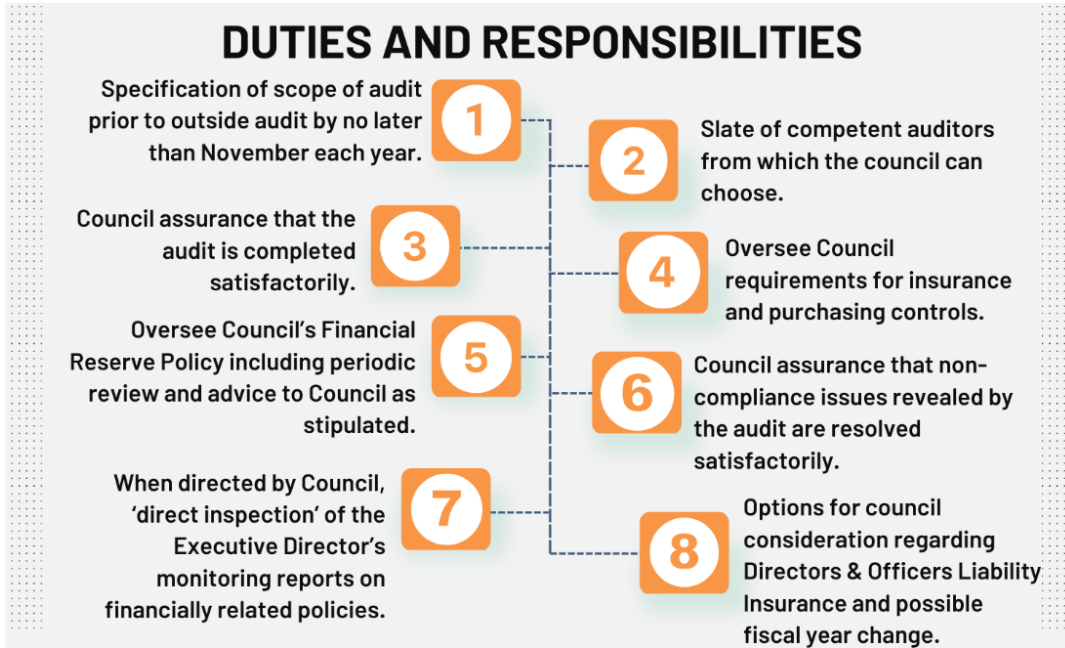 DUTIES AND RESPONSIBILITIES
Specification of scope of audit
prior to outside audit by no later
than November each year.
1
2
Slate of competent auditors
from which the council can
choose.
Council assurance that the
audit is completed
satisfactorily.
3
4
Oversee Council
requirements for insurance
and purchasing controls.
Oversee Council’s Financial
Reserve Policy including periodic
review and advice to Council as
stipulated.
5
6
Council assurance that non-
compliance issues revealed by
the audit are resolved
satisfactorily.
When directed by Council,
‘direct inspection’ of the
Executive Director’s
monitoring reports on
financially related policies.
7
8
Options for council
consideration regarding
Directors & Officers Liability
Insurance and possible
fiscal year change.